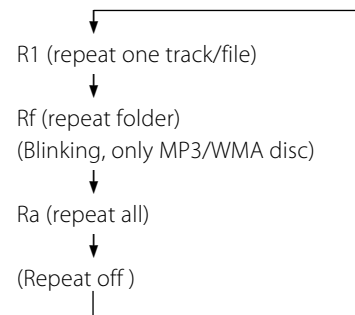 R1 (repeat one track/file)
Rf (repeat folder)
(Blinking, only MP3/WMA disc)
Ra (repeat all)
(Repeat off )